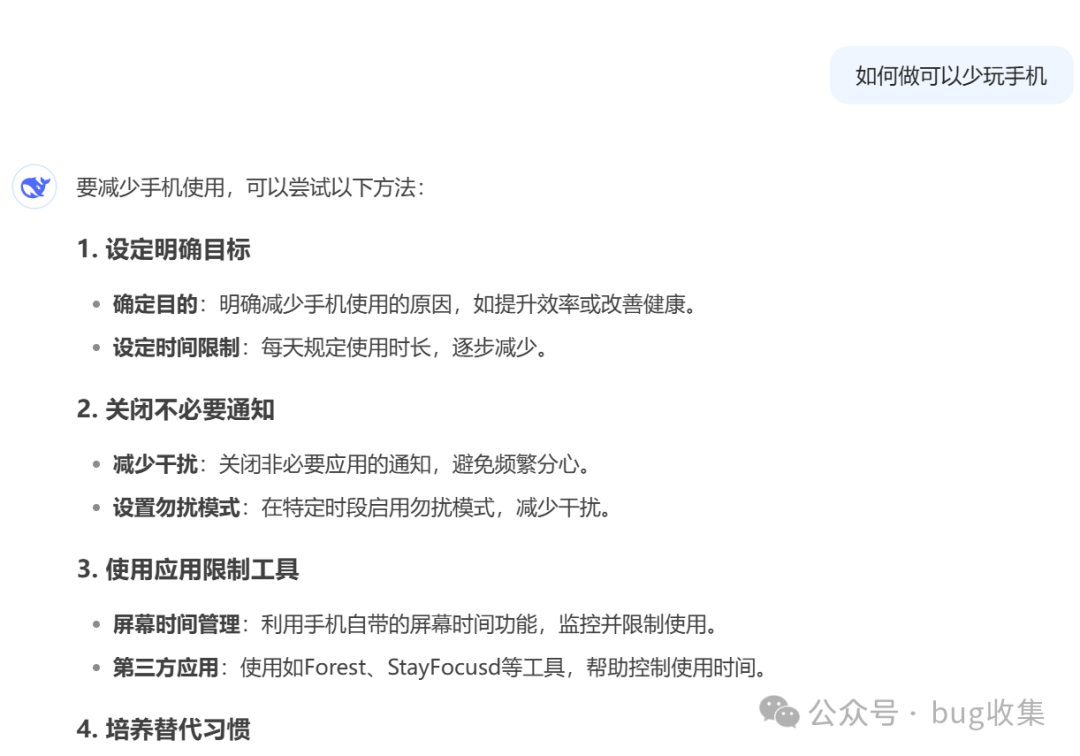 如何做可以少玩手机
要减少手机使用，可以尝试以下方法：
1. 设定明确目标
确定目的：明确减少手机使用的原因，如提升效率或改善健康。
设定时间限制：每天规定使用时长，逐步减少。
2. 关闭不必要通知
减少干扰：关闭非必要应用的通知，避免频繁分心。
设置勿扰模式：在特定时段启用勿扰模式，减少干扰。
3. 使用应用限制工具
屏幕时间管理：利用手机自带的屏幕时间功能，监控并限制使用。
第三方应用：使用如Forest、StayFocusd等工具，帮助控制使用时间。
4. 培养替代习惯
公众号 · bug收集